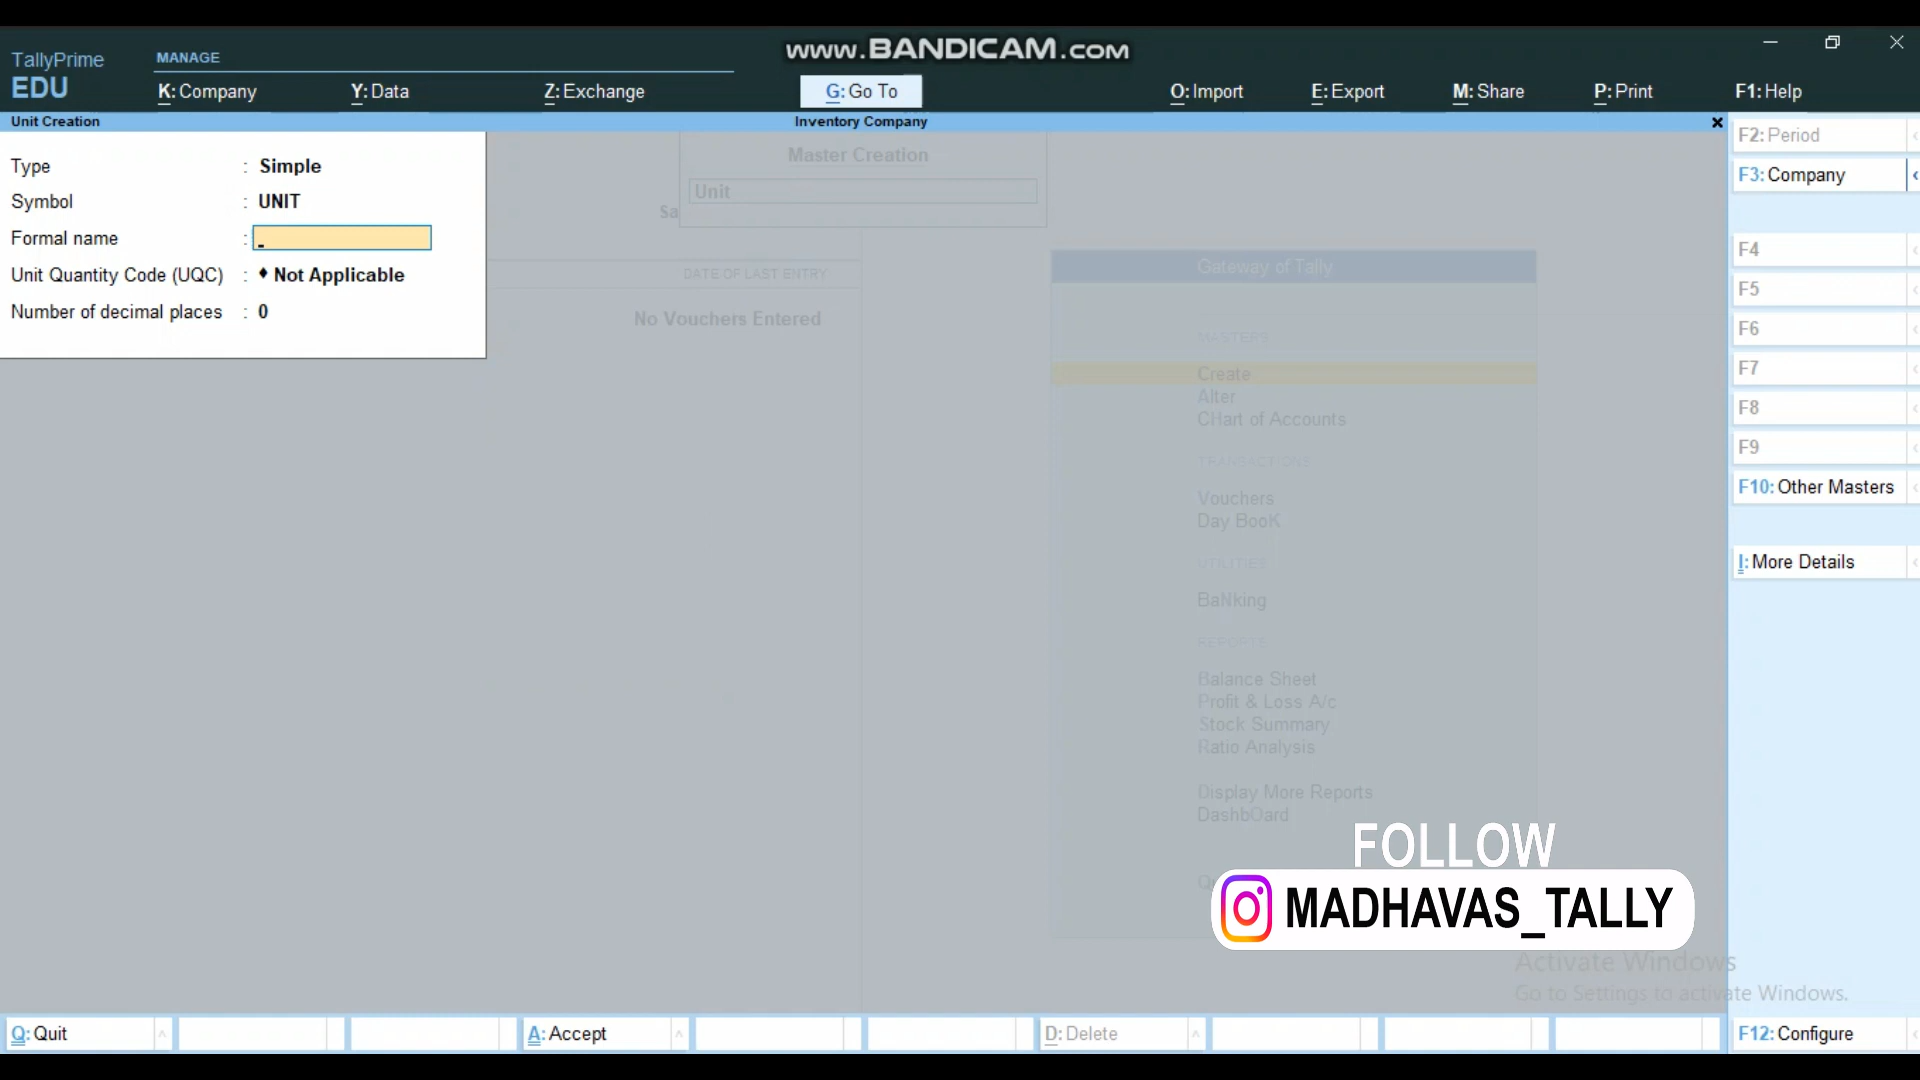 www.BANDICAM.com
TallyPrime
EDU
MANAGE
K: Company
Y: Data
Z: Exchange
G: Go To
O: Import
E: Export
M: Share
P: Print
F1: Help
Unit Creation
Inventory Company
Type : Simple
Symbol : UNIT
Formal name :
Unit Quantity Code (UQC) : ♦ Not Applicable
Number of decimal places : 0
Master Creation
Unit
Sa
DATE OF LAST ENTRY
No Vouchers Entered
Gateway of Tally
MASTERS
Create
Alter
CHart of Accounts
TRANSACTIONS
Vouchers
Day BooK
UTILITIES
BaNking
REPORTS
Balance Sheet
Profit & Loss A/c
Stock Summary
Ratio Analysis
Display More Reports
DashbOard
FOLLOW
MADHAVAS_TALLY
Activate Windows
Go to Settings to activate Windows.
F2: Period
F3: Company
F4
F5
F6
F7
F8
F9
F10: Other Masters
I: More Details
F12: Configure
Q: Quit
A: Accept
D: Delete